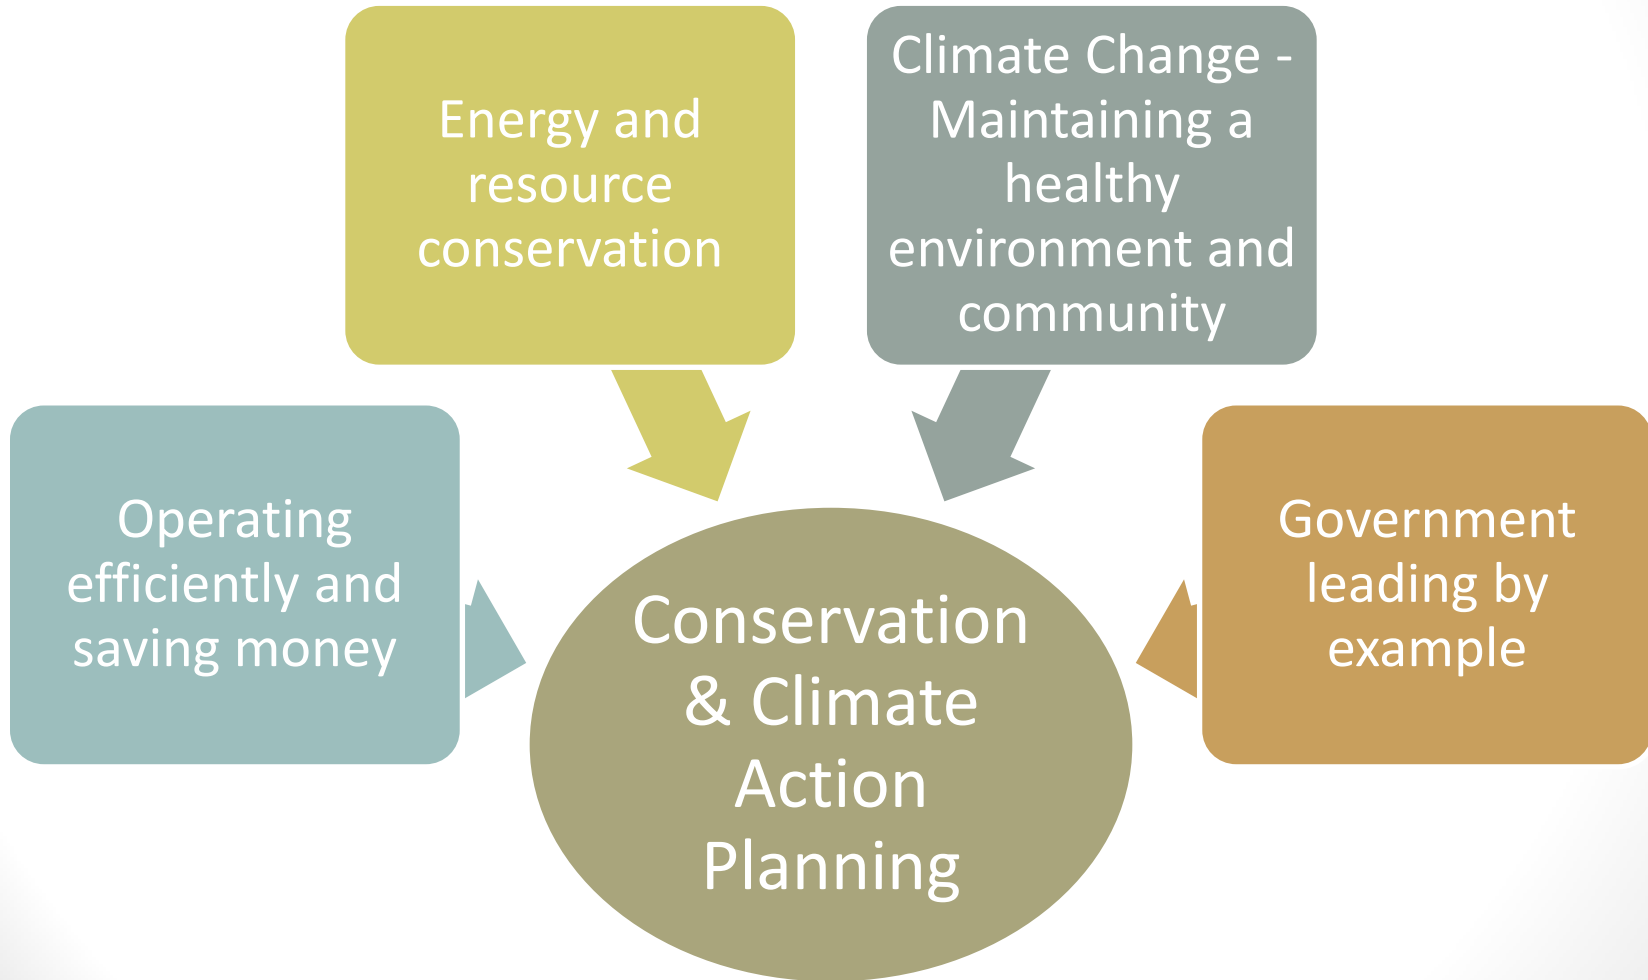 Energy and
resource
conservation
Climate Change -
Maintaining a
healthy
environment and
community
Operating
efficiently and
saving money
Government
leading by
example
Conservation
& Climate
Action
Planning